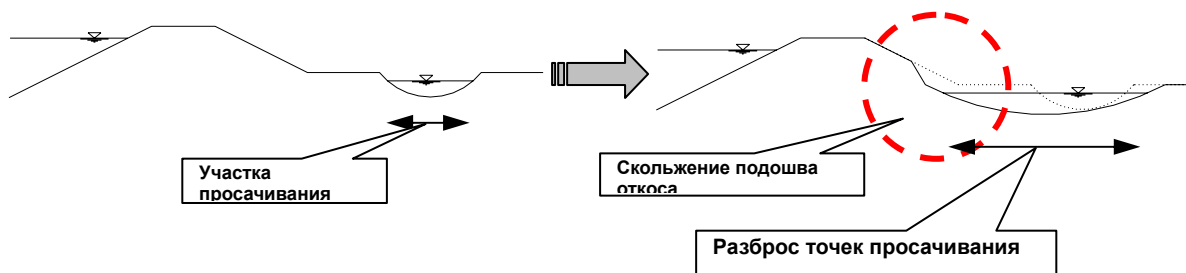 Участка
просачивания
Скольжение подошва
откоса
Разброс точек просачивания